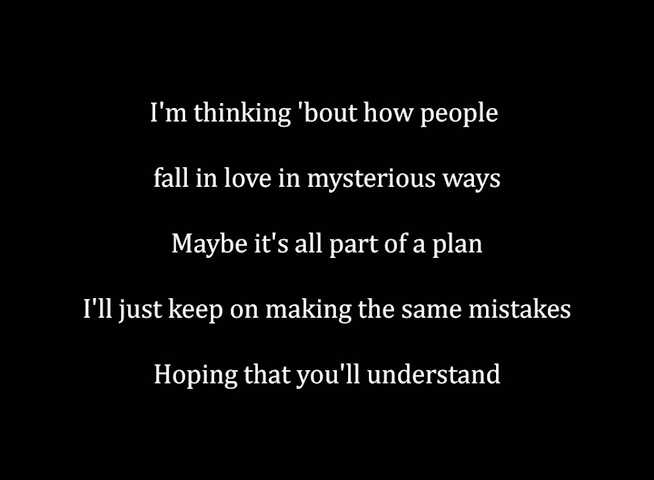 I'm thinking 'bout how people
fall in love in mysterious ways
Maybe it's all part of a plan
I'll just keep on making the same mistakes
Hoping that you'll understand